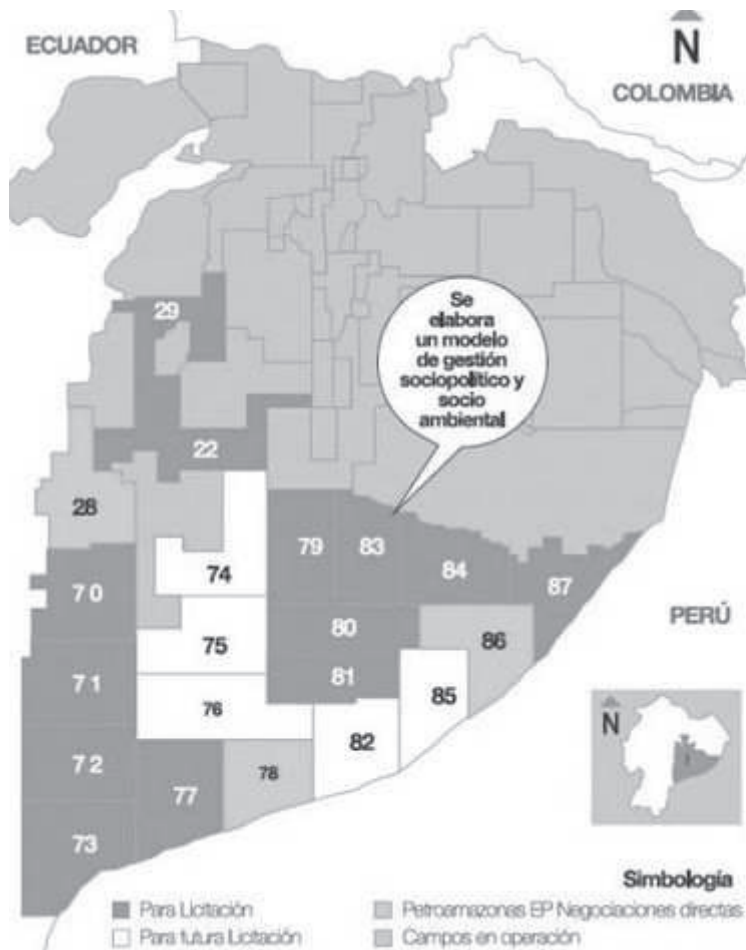 ECUADOR
N
COLOMBIA
29
Se
elabora
un modelo
de gestión
sociopolítico y
socio
ambiental
22
28
79
83
74
84
87
70
80
PERÚ
75
86
81
71
85
76
N
82
72
78
77
73
Simbología
Para Licitación
Petroamazonas EP Negociaciones directas
Para futura Licitación
Campos en operación